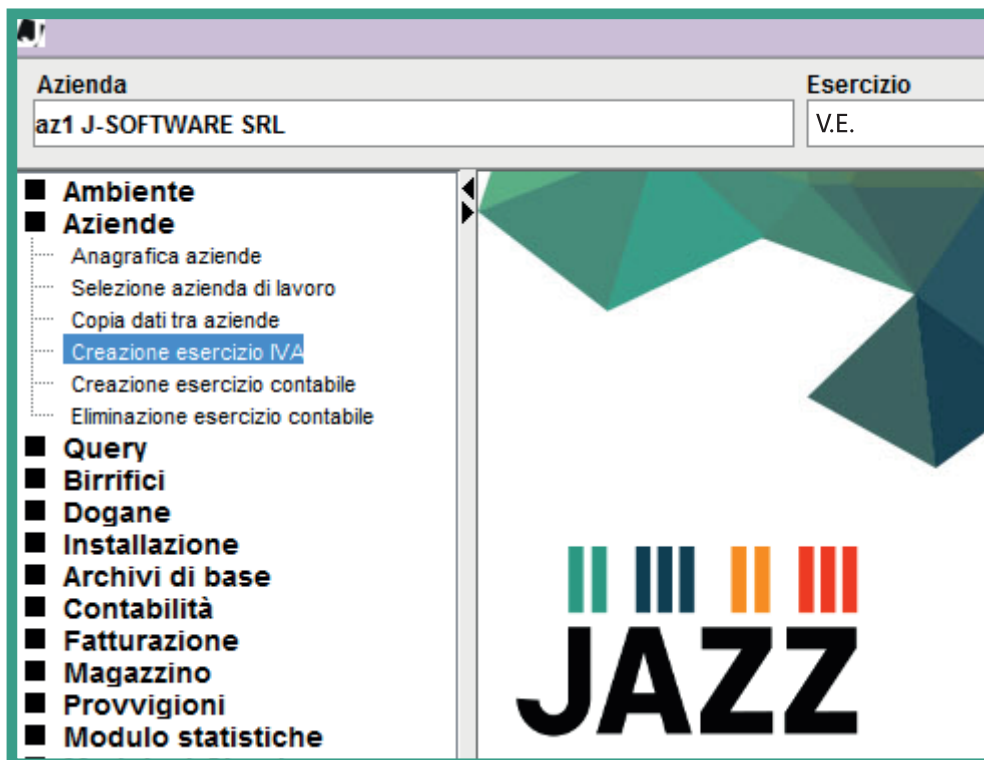 Azienda
Esercizio
az1 J-SOFTWARE SRL
V.E.
Ambiente
Aziende
Anagrafica aziende
Selezione azienda di lavoro
Copia dati tra aziende
Creazione esercizio IVA
Creazione esercizio contabile
Eliminazione esercizio contabile
Query
Birrifici
Dogane
Installazione
Archivi di base
Contabilità
Fatturazione
Magazzino
Provvigioni
Modulo statistiche
JAZZ